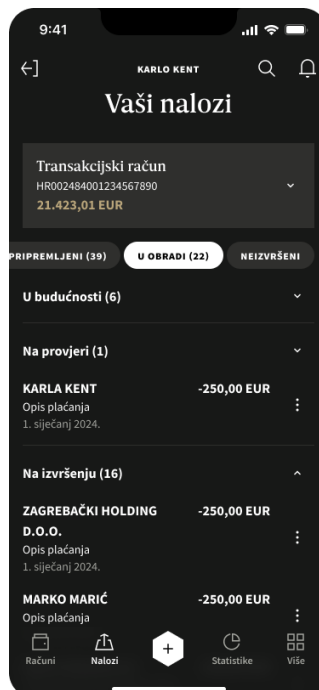 9:41
KARLO KENT
Vaši nalozi
Transakcijski račun
HR002484001234567890
21.423,01 EUR
PRIPREMLJENI (39)
U OBRADI (22)
NEIZVRŠENI
U budućnosti (6)
Na provjeri (1)
KARLA KENT -250,00 EUR
Opis plaćanja
1. siječanj 2024.
Na izvršenju (16)
ZAGREBAČKI HOLDING -250,00 EUR
D.O.O.
Opis plaćanja
1. siječanj 2024.
MARKO MARIĆ -250,00 EUR
Opis plaćanja
Računi
Nalozi
Statistike
Više